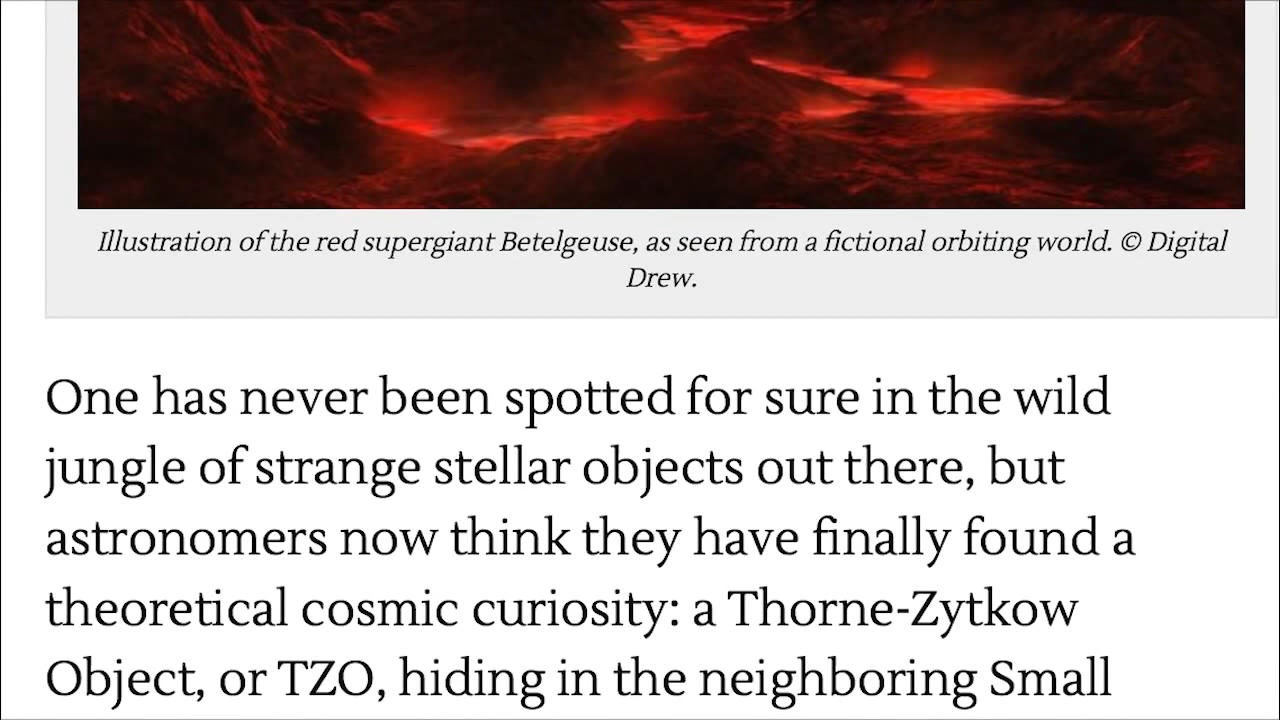 Illustration of the red supergiant Betelgeuse, as seen from a fictional orbiting world. © Digital
Drew.
One has never been spotted for sure in the wild
jungle of strange stellar objects out there, but
astronomers now think they have finally found a
theoretical cosmic curiosity: a Thorne-Zytkow
Object, or TZO, hiding in the neighboring Small